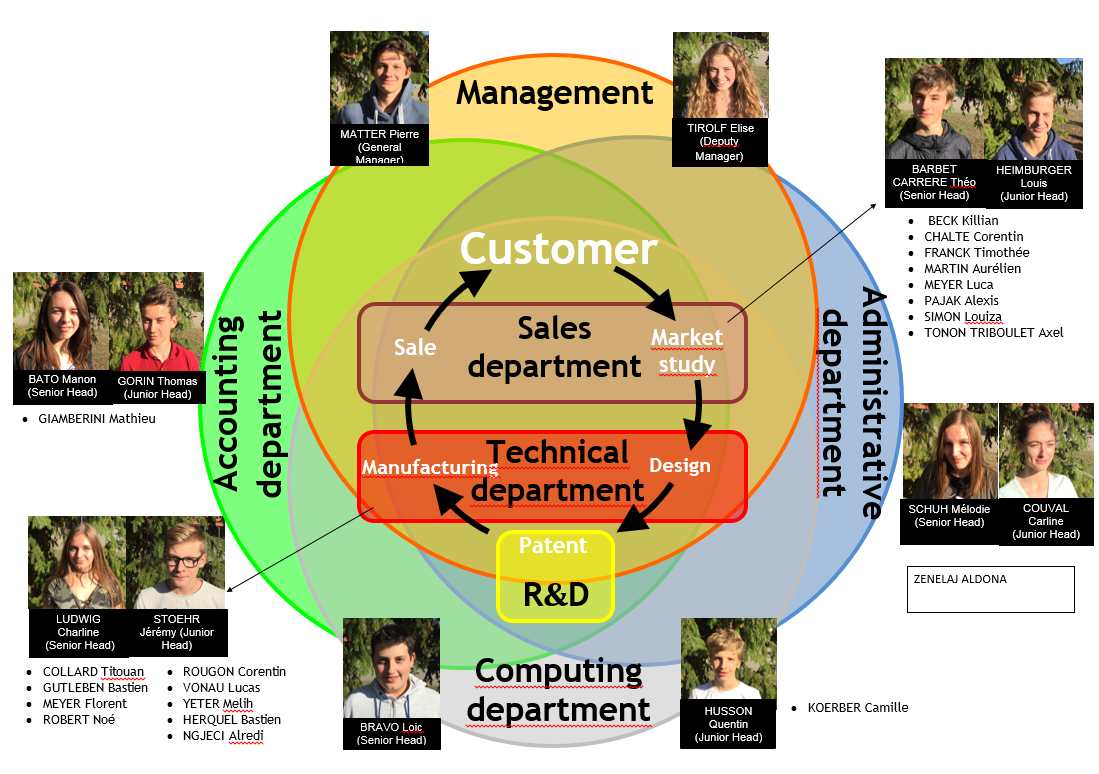 Management
MATTER Pierre
(General
Manager)
TIROLF Elise
(Deputy
Manager)
BARBET
CARRERE Théo
(Senior Head)
HEIMBURGER
Louis
(Junior Head)
BECK Killian
CHALTE Corentin
FRANCK Timothée
MARTIN Aurélien
MEYER Luca
PAJAK Alexis
SIMON Louiza
TONON TRIBOULET Axel
Customer
Sales
department
Sale
Market
study
Accounting
department
Administrative
department
BATO Manon
(Senior Head)
GORIN Thomas
(Junior Head)
GIAMBERINI Mathieu
Technical
department
Manufacturing
Design
Patent
R&D
SCHUH Mélodie
(Senior Head)
COUVAL
Carline
(Junior Head)
ZENELAJ ALDONA
LUDWIG
Charline
(Senior Head)
STOEHR
Jérémy (Junior
Head)
COLLARD Titouan
GUTLEBEN Bastien
MEYER Florent
ROBERT Noé
ROUGON Corentin
VONAU Lucas
YETER Melih
HERQUEL Bastien
NGJECI Alredi
Computing
department
BRAVO Loic
(Senior Head)
HUSSON
Quentin
(Junior Head)
KOERBER Camille